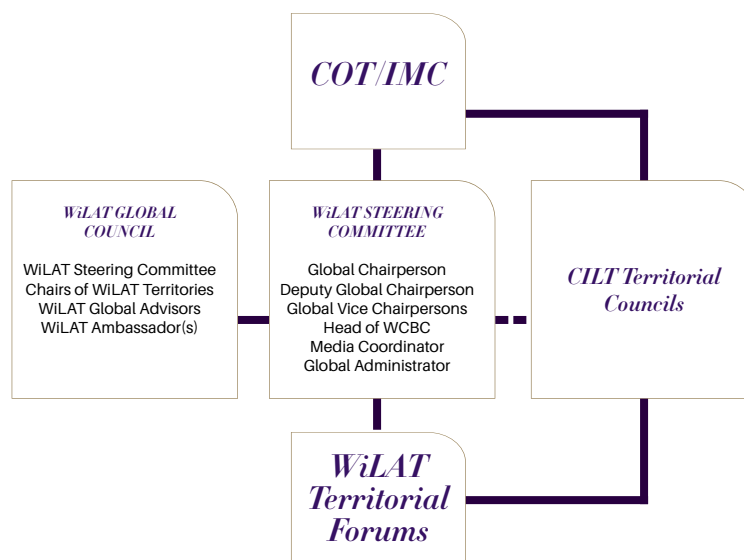 COT/IMC
WiLAT GLOBAL
COUNCIL
WiLAT Steering Committee
Chairs of WiLAT Territories
WiLAT Global Advisors
WiLAT Ambassador(s)
WiLAT STEERING
COMMITTEE
Global Chairperson
Deputy Global Chairperson
Global Vice Chairpersons
Head of WCBC
Media Coordinator
Global Administrator
CILT Territorial
Councils
WiLAT
Territorial
Forums